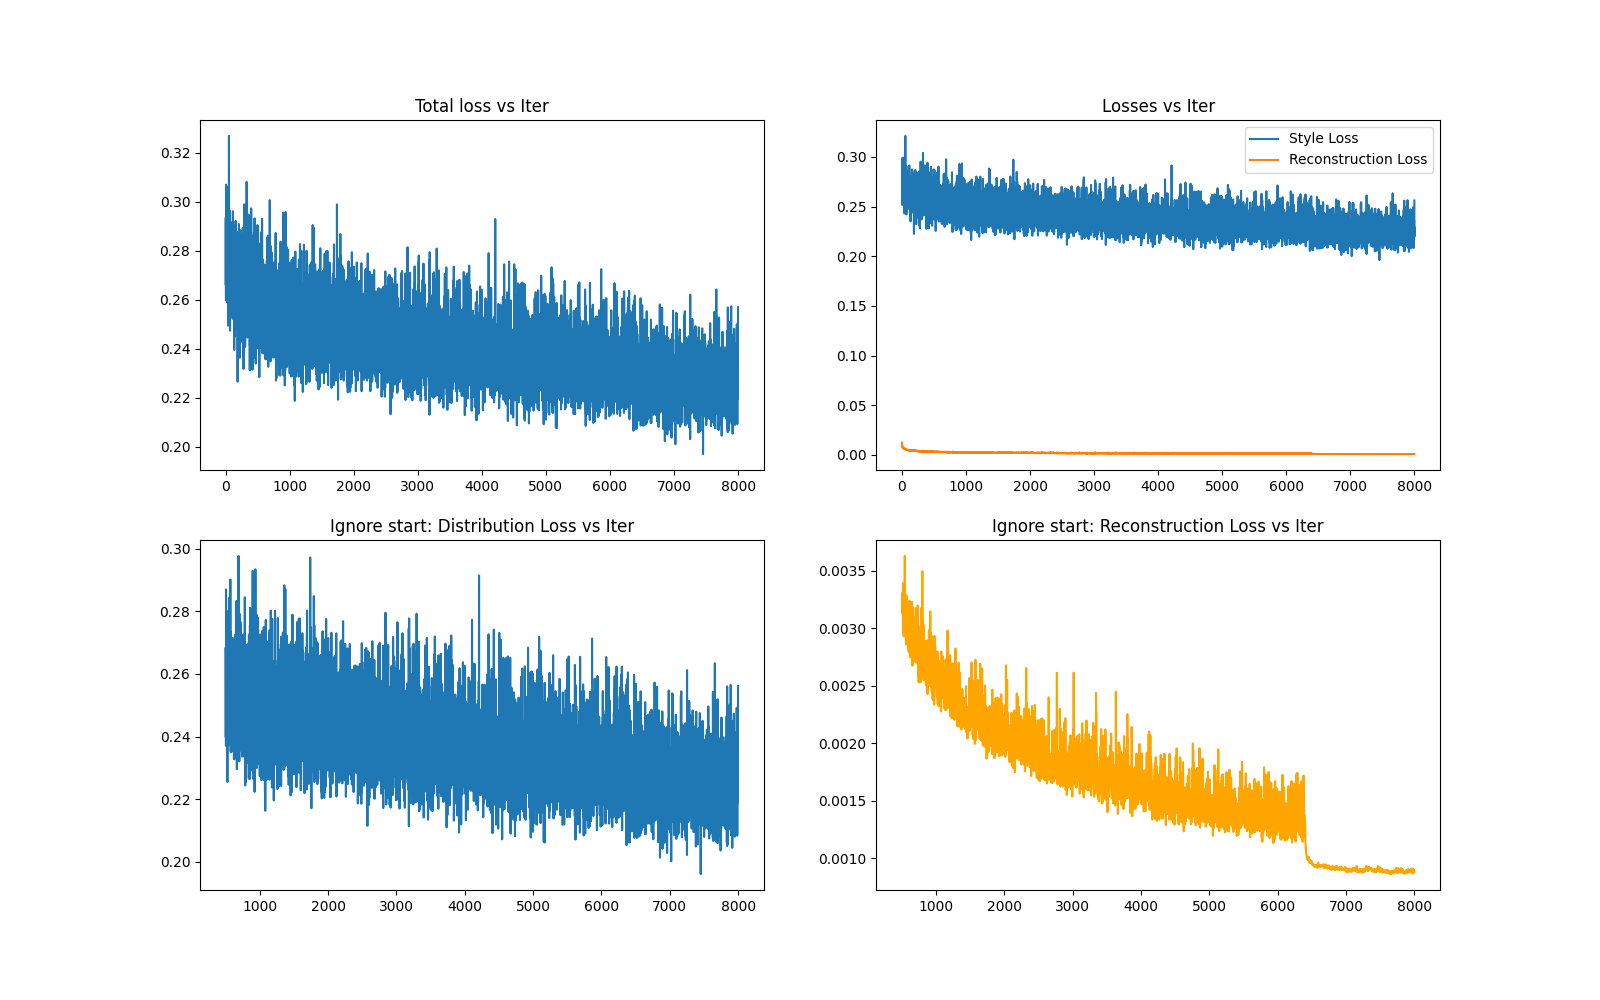 Total loss vs Iter
0.32
0.30
0.28
0.26
0.24
0.22
0.20
0 1000 2000 3000 4000 5000 6000 7000 8000
Losses vs Iter
Style Loss
Reconstruction Loss
0.30
0.25
0.20
0.15
0.10
0.05
0.00
0 1000 2000 3000 4000 5000 6000 7000 8000
Ignore start: Distribution Loss vs Iter
0.30
0.28
0.26
0.24
0.22
0.20
1000 2000 3000 4000 5000 6000 7000 8000
Ignore start: Reconstruction Loss vs Iter
0.0035
0.0030
0.0025
0.0020
0.0015
0.0010
1000 2000 3000 4000 5000 6000 7000 8000